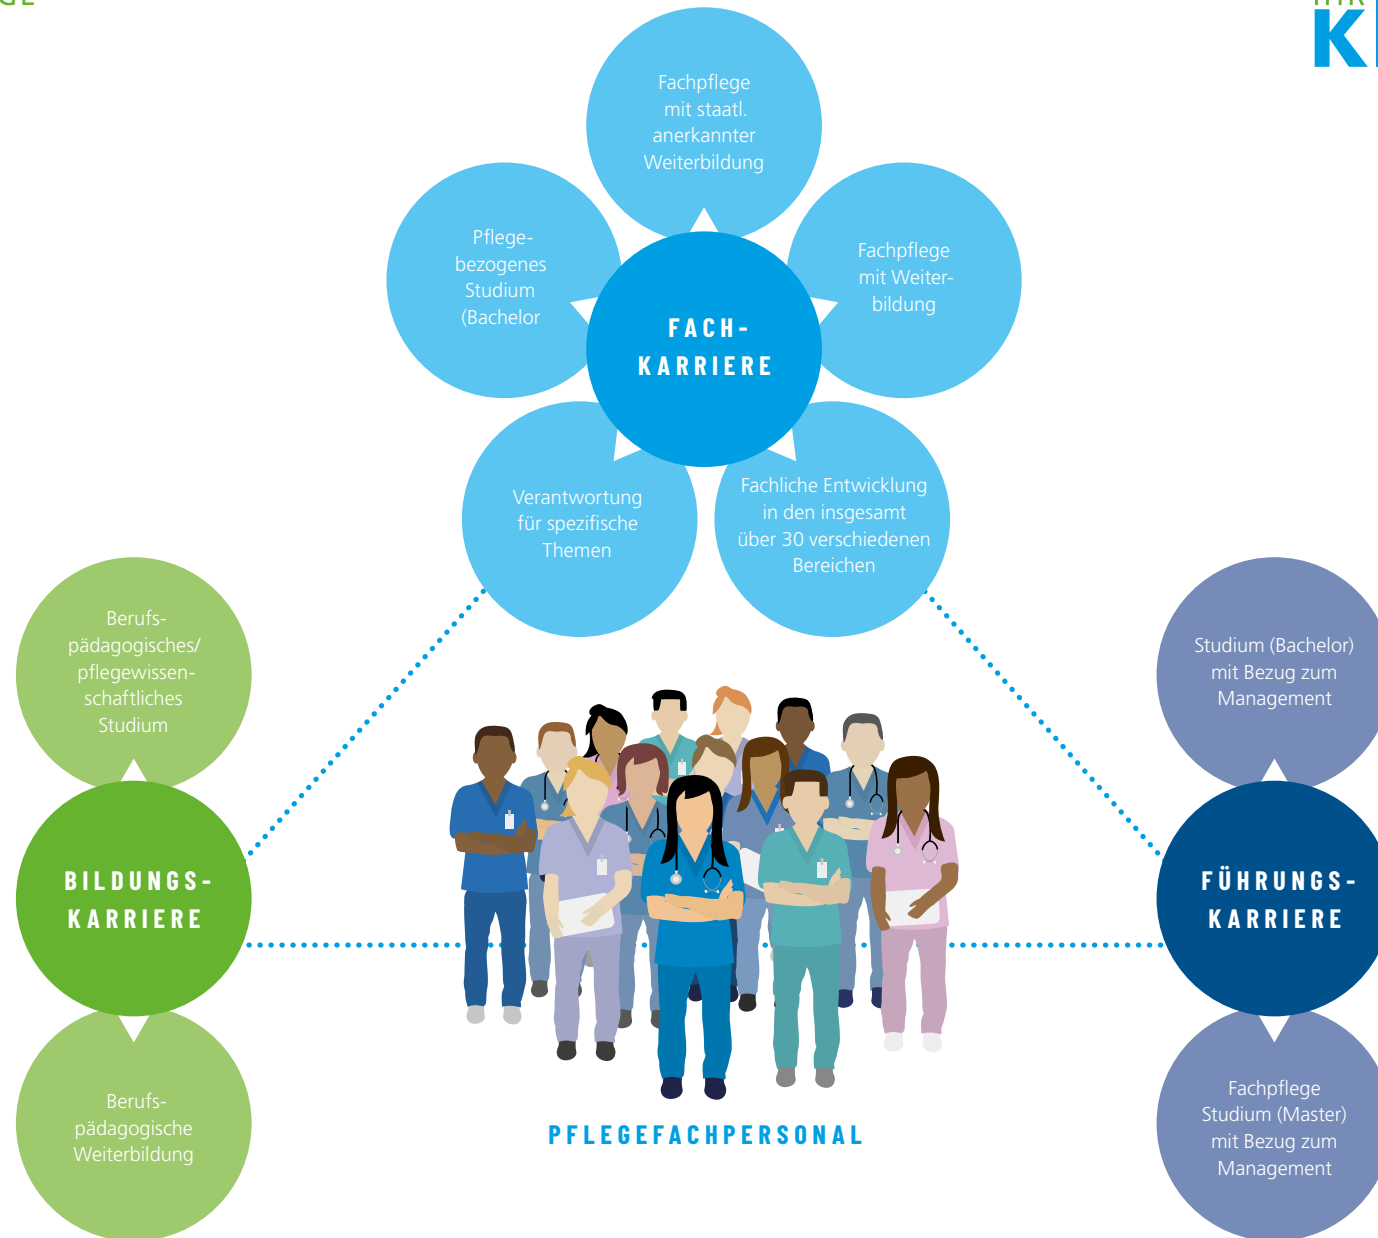 Fachpflege
mit staatl.
anerkannter
Weiterbildung
Pflege-
bezogenes
Studium
(Bachelor
Fachpflege
mit Weiter-
bildung
FACH-
KARRIERE
Verantwortung
für spezifische
Themen
Fachliche Entwicklung
in den insgesamt
über 30 verschiedenen
Bereichen
Berufs-
pädagogisches/
pflegewissen-
schaftliches
Studium
BILDUNGS-
KARRIERE
Berufs-
pädagogische
Weiterbildung
Studium (Bachelor)
mit Bezug zum
Management
FÜHRUNGS-
KARRIERE
Fachpflege
Studium (Master)
mit Bezug zum
Management
PFLEGEFACHPERSONAL